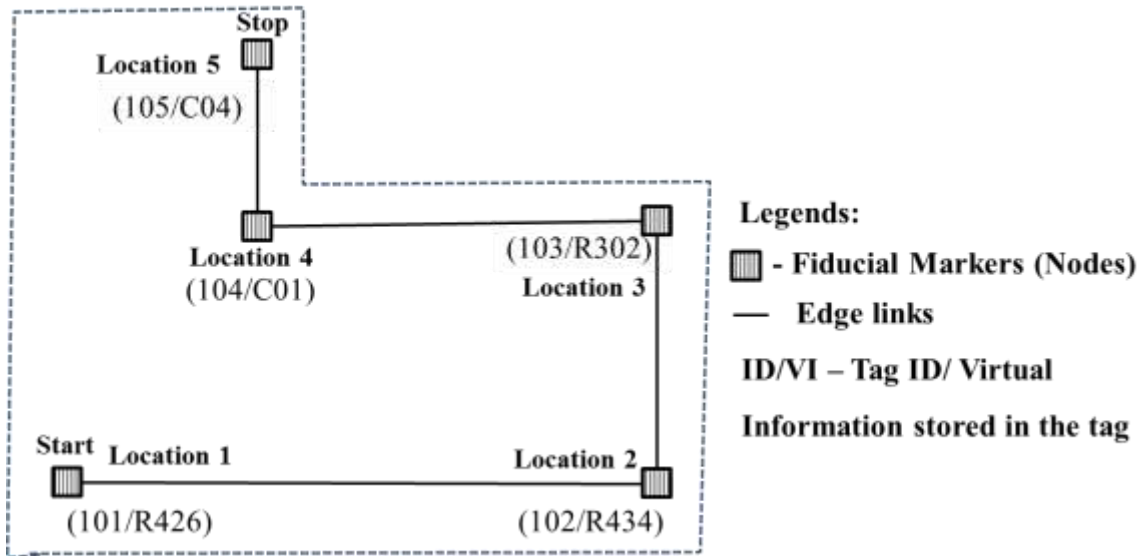 Stop
Location 5
(105/C04)
Location 4
(104/C01)
(103/R302)
Location 3
Start
Location 1
Location 2
(101/R426)
(102/R434)
Legends:
- Fiducial Markers (Nodes)
Edge links
ID/VI – Tag ID/ Virtual
Information stored in the tag